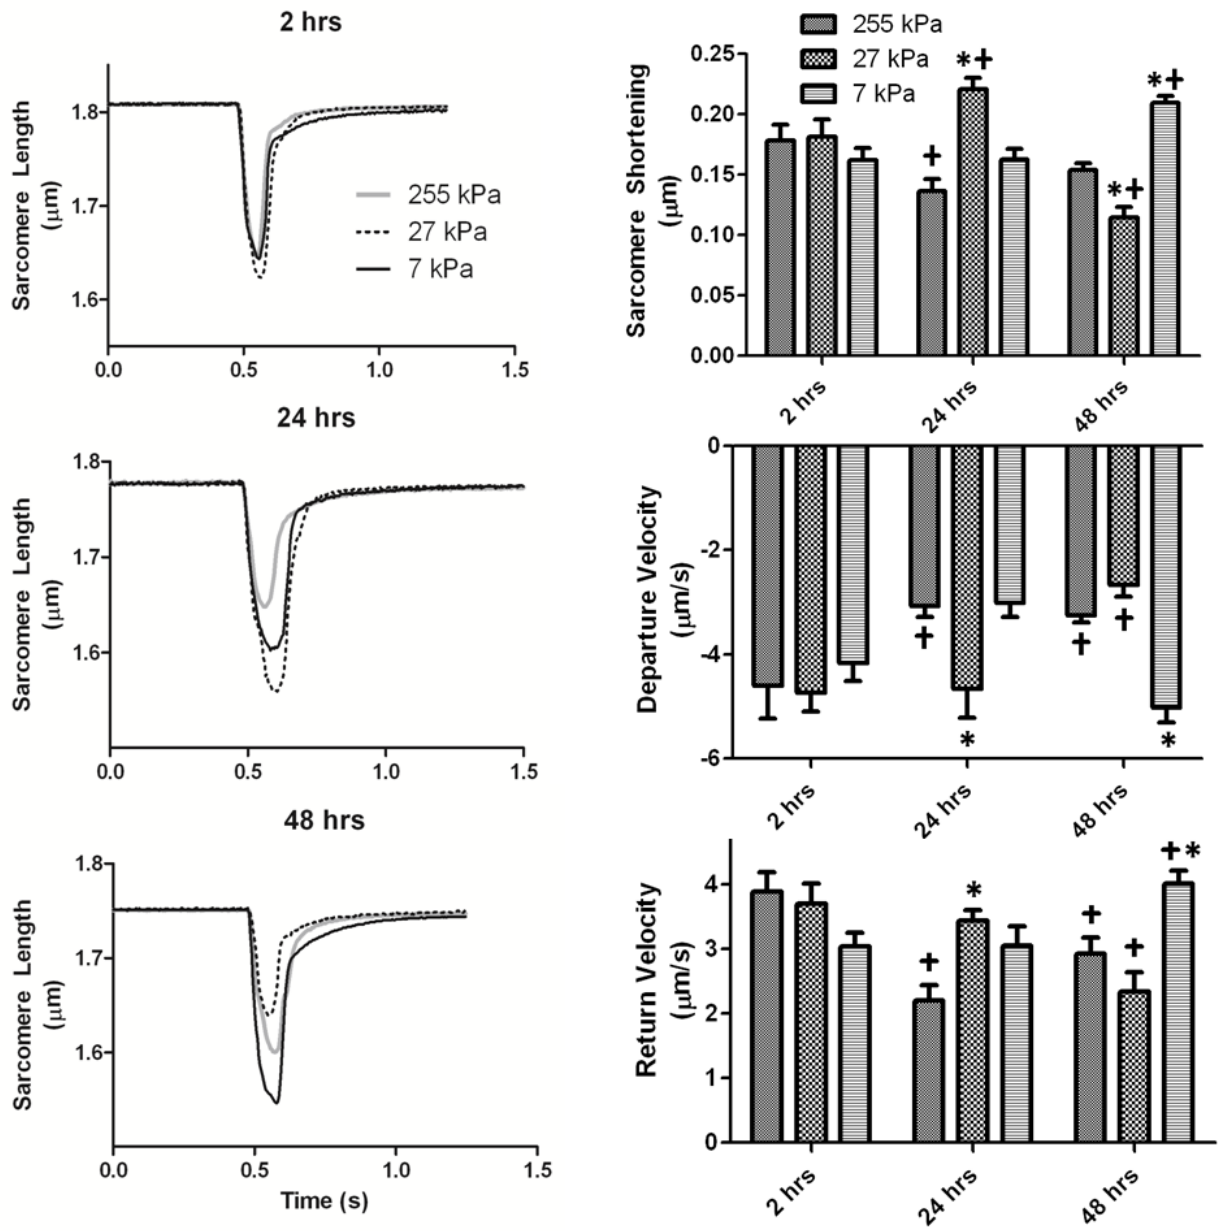 2 hrs
1.8
1.7
1.6
0.0
0.5
1.0
1.5
Sarcomere Length
(μm)
255 kPa
27 kPa
7 kPa
24 hrs
1.8
1.7
1.6
0.0
0.5
1.0
1.5
Sarcomere Length
(μm)
48 hrs
1.8
1.7
1.6
0.0
0.5
1.0
1.5
Sarcomere Length
(μm)
Time (s)
255 kPa
27 kPa
7 kPa
0.25
0.20
0.15
0.10
0.05
0.00
Sarcomere Shortening
(μm)
+
*+
*+
*+
2 hrs
24 hrs
48 hrs
0
-2
-4
-6
Departure Velocity
(μm/s)
+
*
+
+
*
2 hrs
24 hrs
48 hrs
4
3
2
1
0
Return Velocity
(μm/s)
+
*
+
+
+*
2 hrs
24 hrs
48 hrs